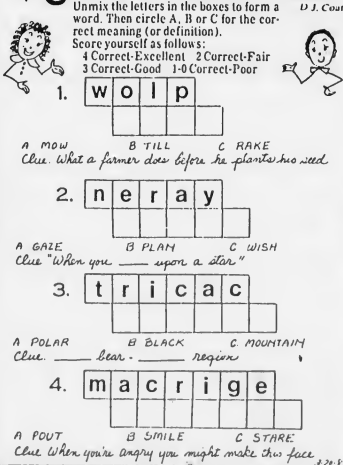 Unmix the letters in the boxes to form a
word. Then circle A, B or C for the cor-
rect meaning (or definition).
Score yourself as follows:
4 Correct-Excellent 2 Correct-Fair
3 Correct-Good 1-0 Correct-Poor
D J.
1. w o l p
A MOW B TILL C RAKE
Clue. What a farmer does before he plants his seed
2. n e r a y
A GAZE B PLAN C WISH
Clue "When you ____ upon a star"
3. t r i c a c
A POLAR B BLACK C. MOUNTAIN
Clue. ____ bear - ____ region
4. m a c r i g e
A POUT B SMILE C STARE
Clue When you're angry you might make this face